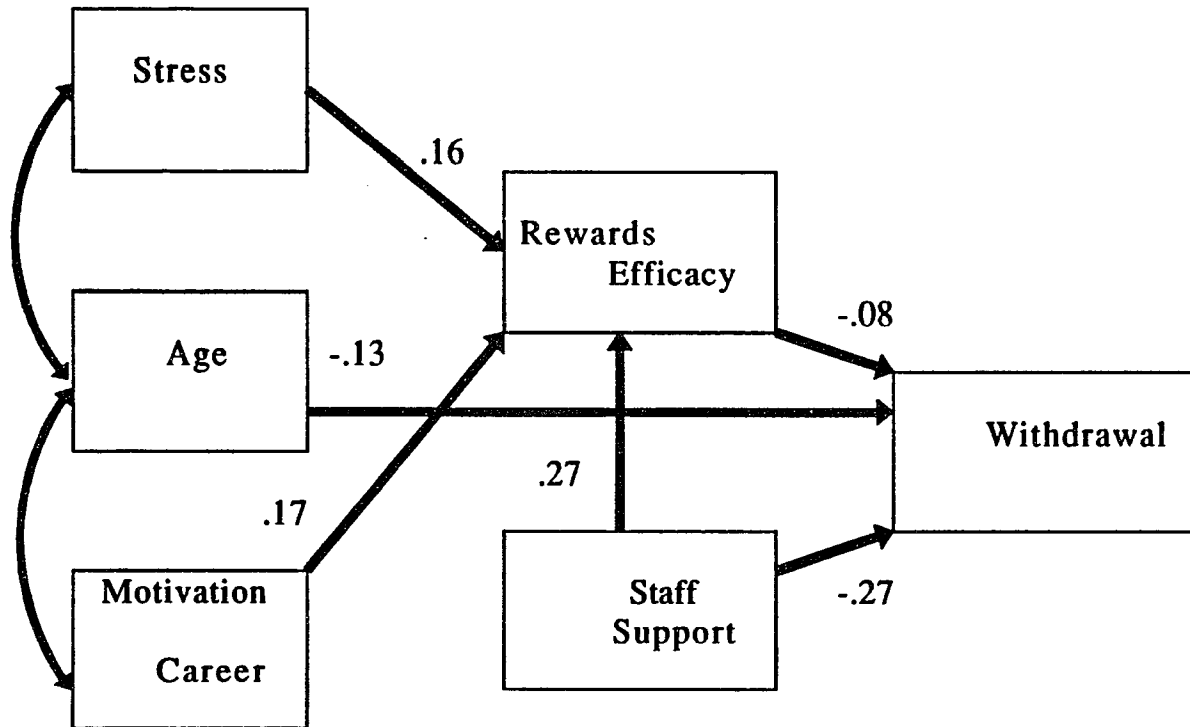 Stress
.16
Rewards
Efficacy
-.08
Age
-.13
Withdrawal
.17
.27
Motivation
Career
Staff
Support
-.27